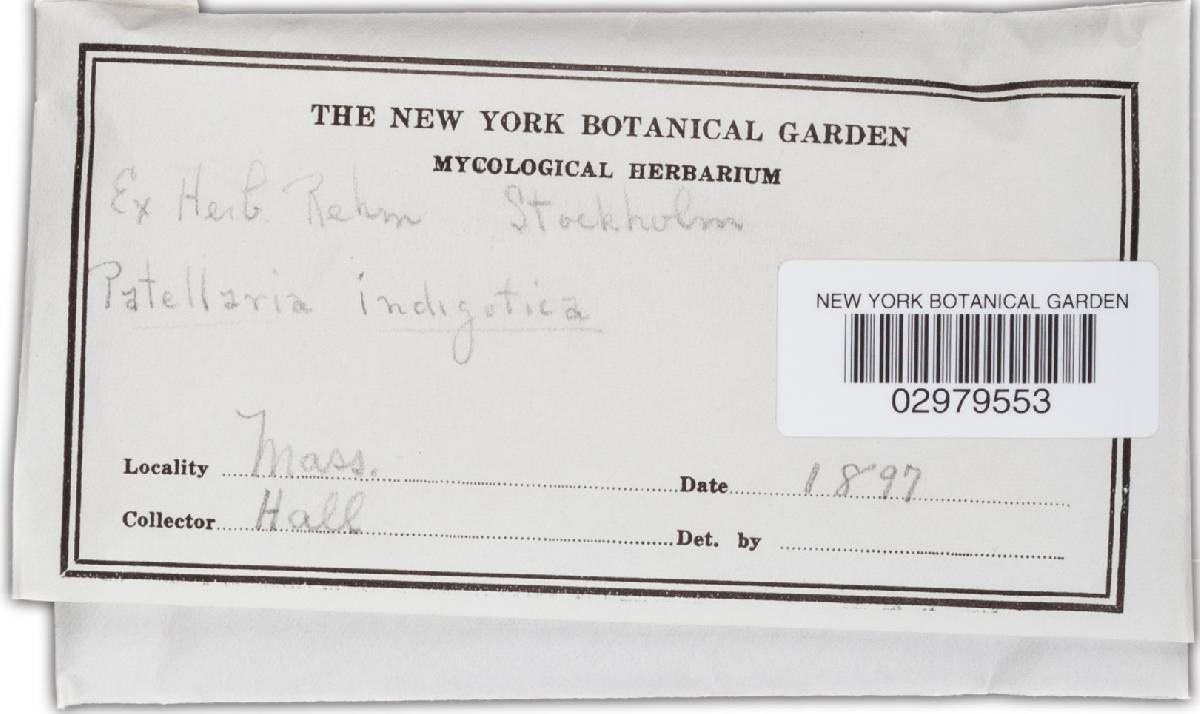 THE NEW YORK BOTANICAL GARDEN
MYCOLOGICAL HERBARIUM
Ex Herb. Rehm Stockholm
Patellaria indigotica
NEW YORK BOTANICAL GARDEN
02979553
Locality Mass. Date 1897
Collector Hall Det. by